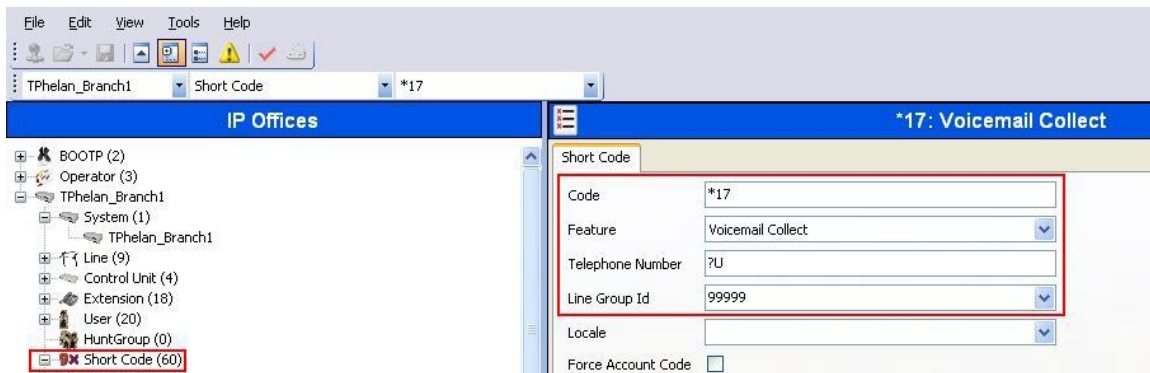 File Edit View Tools Help
TPhelan_Branch1 Short Code *17
IP Offices
*17: Voicemail Collect
BOOTP (2)
Operator (3)
TPhelan_Branch1
System (1)
TPhelan_Branch1
Line (9)
Control Unit (4)
Extension (18)
User (20)
HuntGroup (0)
Short Code (60)
Short Code
Code *17
Feature Voicemail Collect
Telephone Number ?U
Line Group Id 99999
Locale
Force Account Code